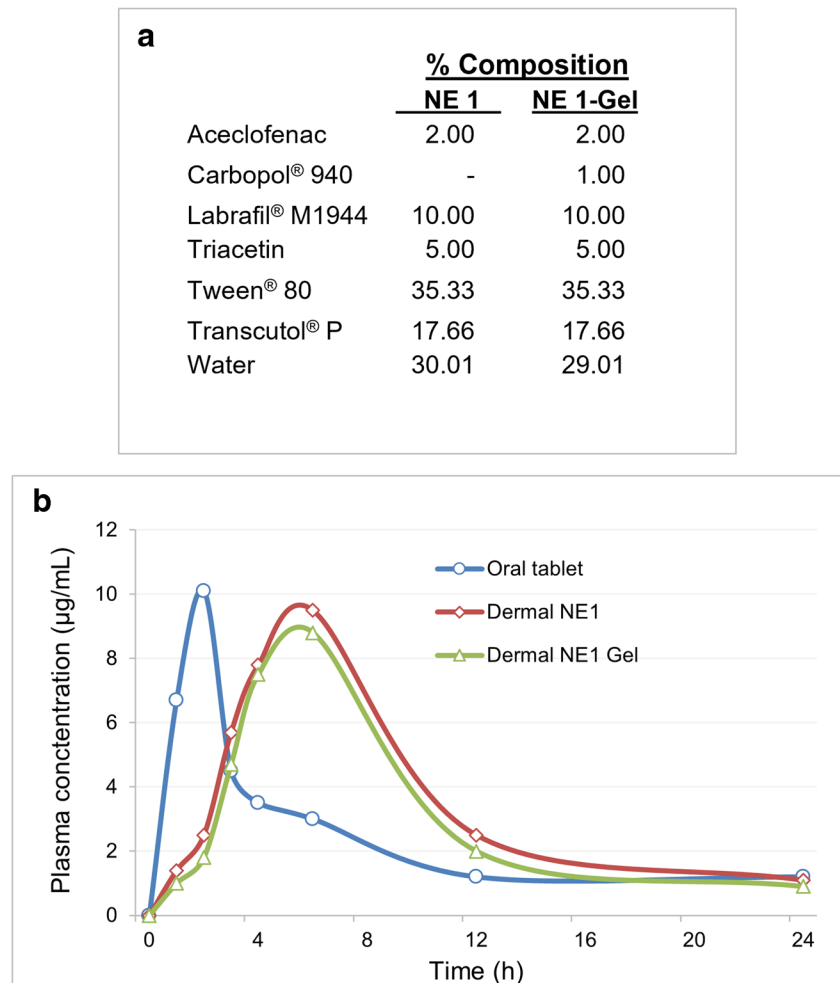 a
% Composition
NE 1 NE 1-Gel
Aceclofenac 2.00 2.00
Carbopol® 940 - 1.00
Labrafil® M1944 10.00 10.00
Triacetin 5.00 5.00
Tween® 80 35.33 35.33
Transcutol® P 17.66 17.66
Water 30.01 29.01
b
Plasma conctentration (µg/mL)
12
10
8
6
4
2
0
Oral tablet
Dermal NE1
Dermal NE1 Gel
0 4 8 12 16 20 24
Time (h)